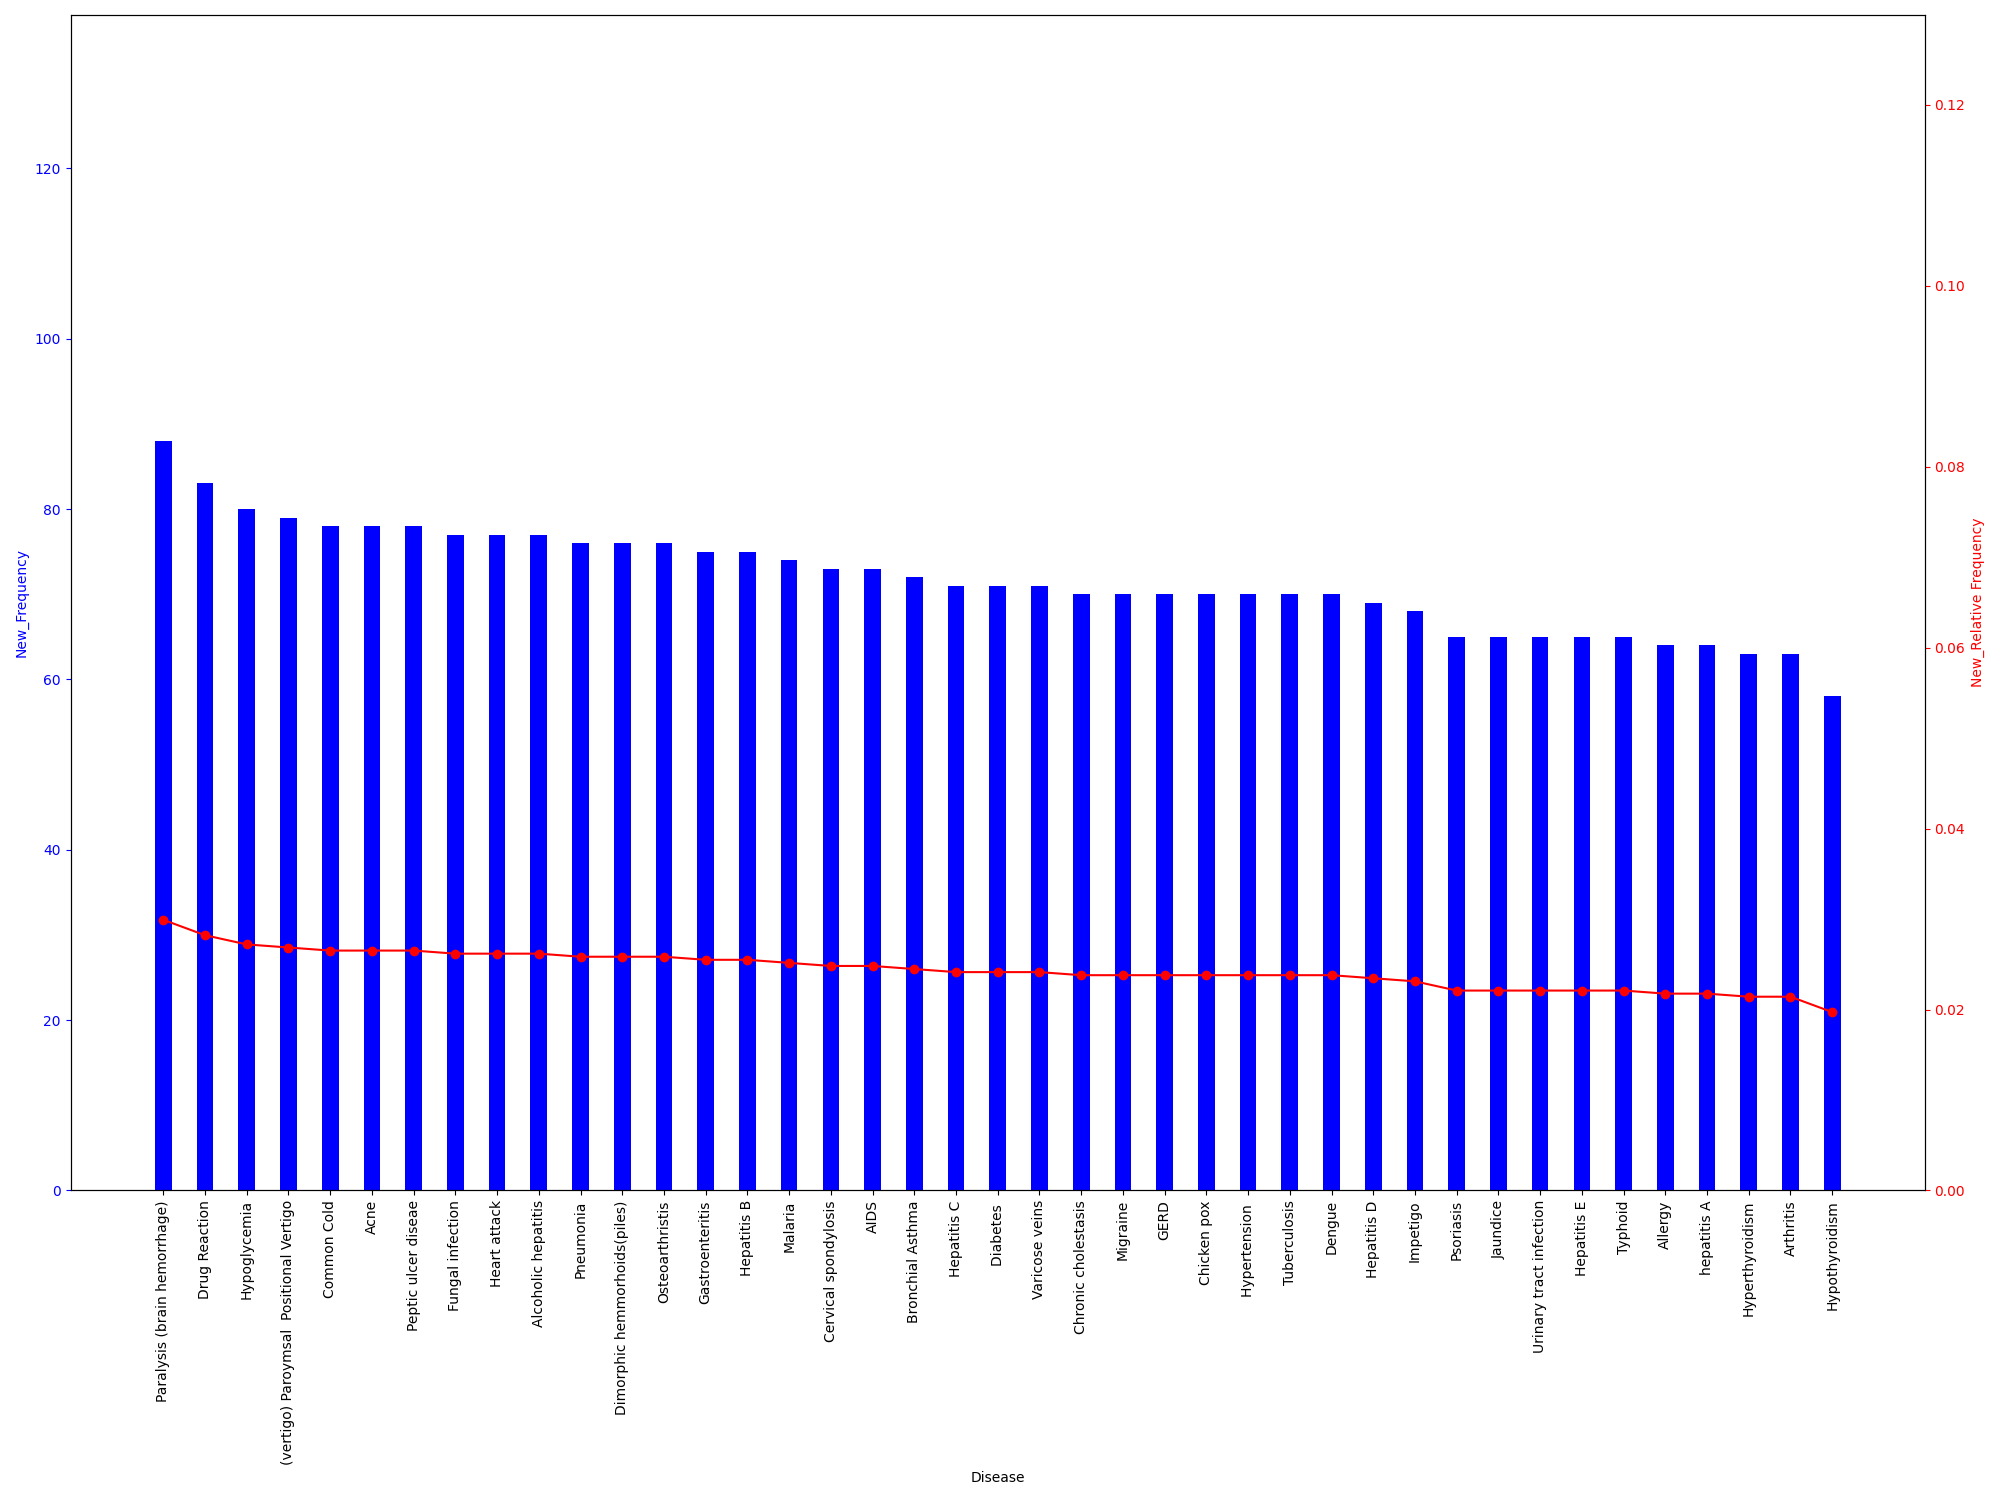 New_Frequency
120
100
80
60
40
20
0
0.12
0.10
0.08
0.06
0.04
0.02
0.00
New_Relative Frequency
Paralysis (brain hemorrhage)
Drug Reaction
Hypoglycemia
(vertigo) Paroymsal  Positional Vertigo
Common Cold
Acne
Peptic ulcer diseae
Fungal infection
Heart attack
Alcoholic hepatitis
Pneumonia
Dimorphic hemmorhoids(piles)
Osteoarthristis
Gastroenteritis
Hepatitis B
Malaria
Cervical spondylosis
AIDS
Bronchial Asthma
Hepatitis C
Diabetes
Varicose veins
Chronic cholestasis
Migraine
GERD
Chicken pox
Hypertension
Tuberculosis
Dengue
Hepatitis D
Impetigo
Psoriasis
Jaundice
Urinary tract infection
Hepatitis E
Typhoid
Allergy
hepatitis A
Hyperthyroidism
Arthritis
Hypothyroidism
Disease